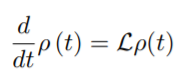 d/dt ρ (t) = ℒρ(t)